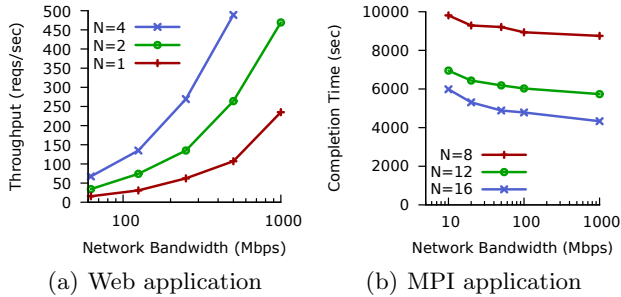 Throughput (reqs/sec)
500
450
400
350
300
250
200
150
100
50
0
N=4
N=2
N=1
100
1000
Network Bandwidth (Mbps)
(a) Web application
Completion Time (sec)
10000
8000
6000
4000
2000
0
N=8
N=12
N=16
10
100
1000
Network Bandwidth (Mbps)
(b) MPI application